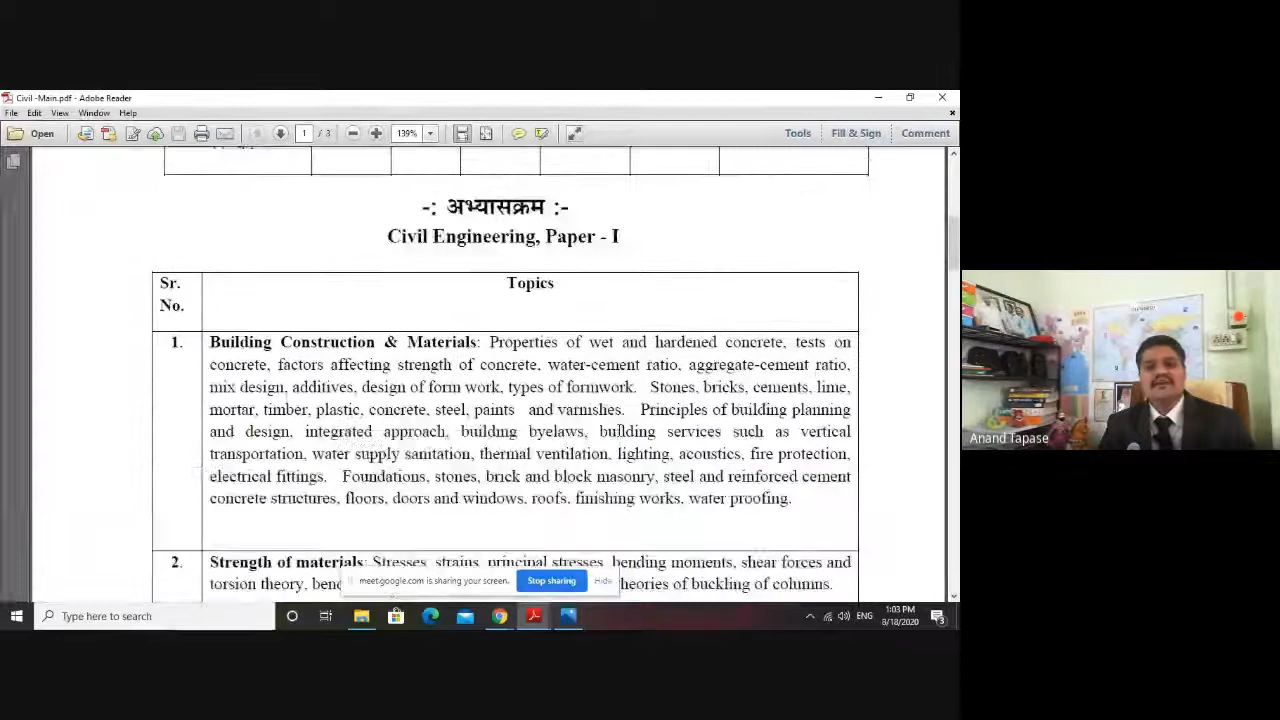 Civil -Main.pdf - Adobe Reader
File Edit View Window Help
Open 1 / 3 139% Tools Fill & Sign Comment
-: अभ्यासक्रम :-
Civil Engineering, Paper - I
Sr. No.
Topics
1. Building Construction & Materials: Properties of wet and hardened concrete, tests on
concrete, factors affecting strength of concrete, water-cement ratio, aggregate-cement ratio,
mix design, additives, design of form work, types of formwork. Stones, bricks, cements, lime,
mortar, timber, plastic, concrete, steel, paints and varnishes. Principles of building planning
and design, integrated approach, building byelaws, building services such as vertical
transportation, water supply sanitation, thermal ventilation, lighting, acoustics, fire protection,
electrical fittings. Foundations, stones, brick and block masonry, steel and reinforced cement
concrete structures, floors, doors and windows, roofs, finishing works, water proofing.
2. Strength of materials: Stresses, strains, principal stresses, bending moments, shear forces and
torsion theory, theories of buckling of columns.
meet.google.com is sharing your screen. Stop sharing Hide
Anand Tapase
Type here to search
ENG
1:03 PM
8/18/2020
3